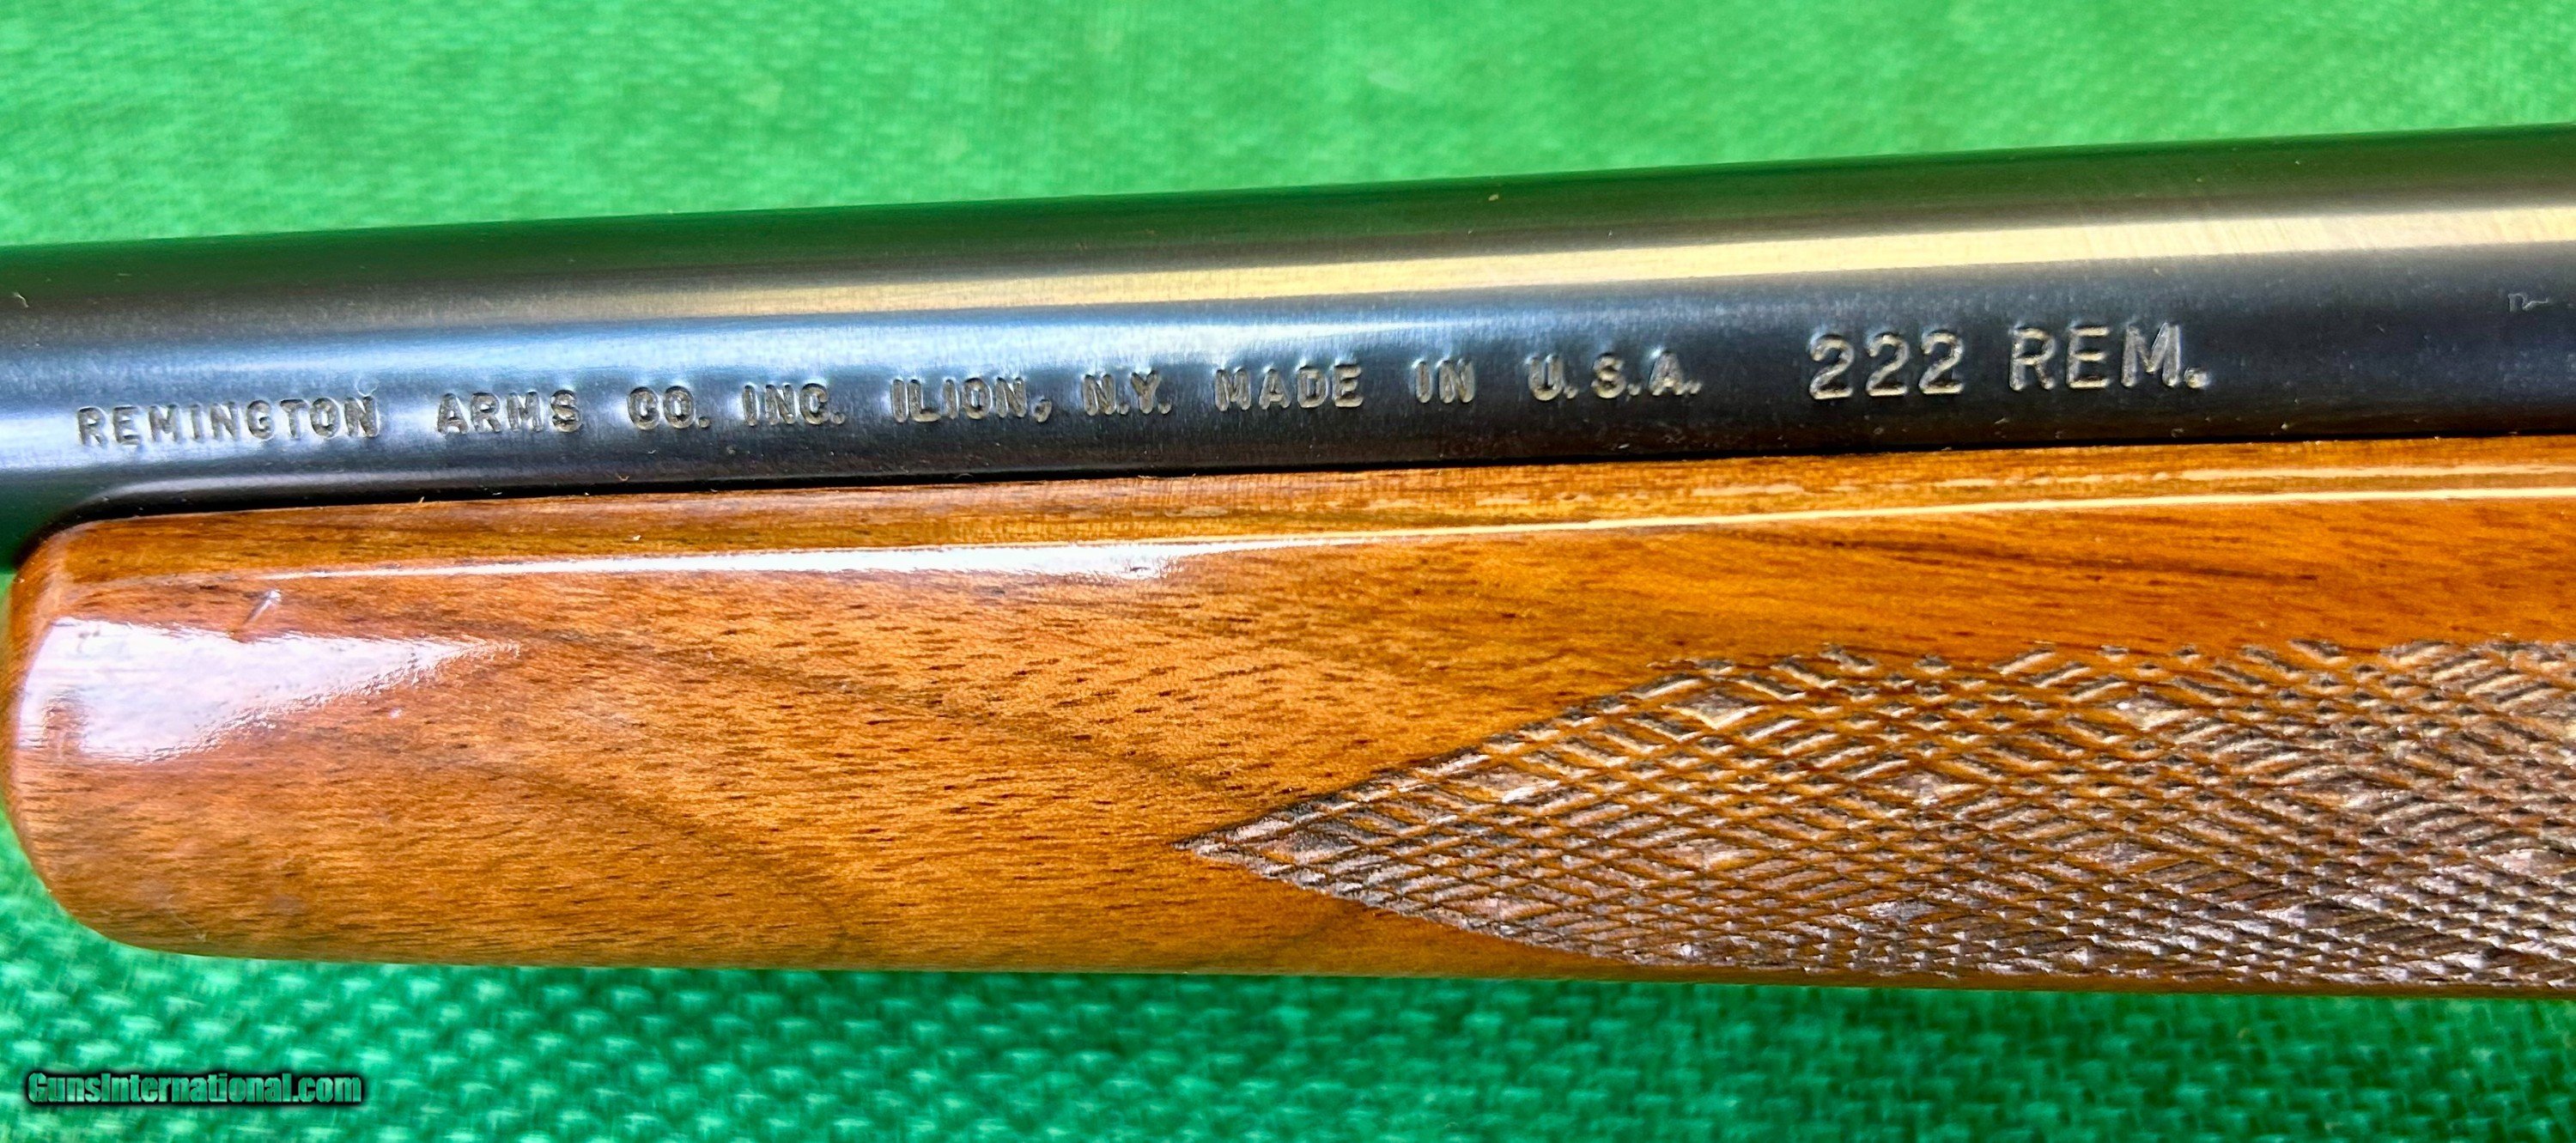 REMINGTON ARMS CO. INC. ILION, N.Y. MADE IN U.S.A. 222 REM.
GunsInternational.com